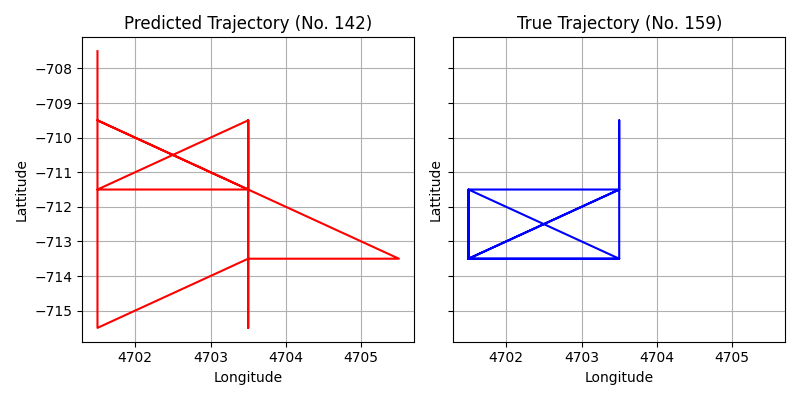 Predicted Trajectory (No. 142)
True Trajectory (No. 159)
−708
−709
−710
−711
−712
−713
−714
−715
Lattitude
Lattitude
4702 4703 4704 4705
4702 4703 4704 4705
Longitude
Longitude